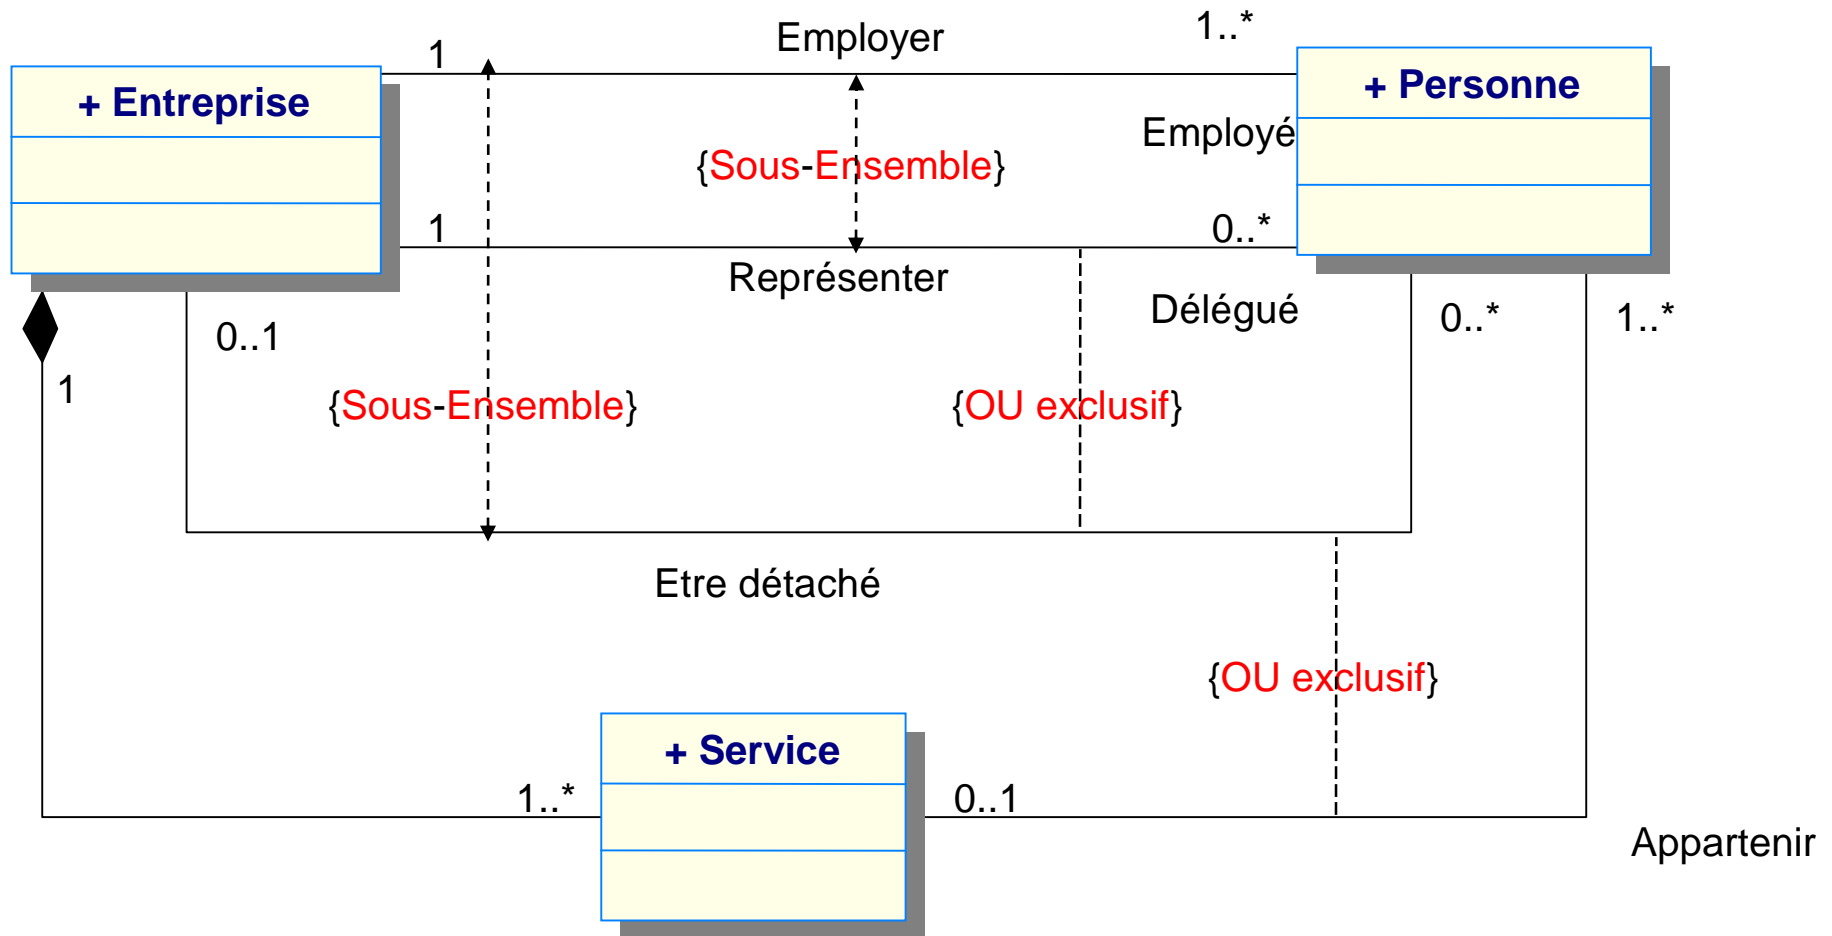 1..*
Employer
1
+ Entreprise
+ Personne
Employé
{Sous-Ensemble}
1
0..*
Représenter
Délégué
0..*
1..*
0..1
1
{Sous-Ensemble}
{OU exclusif}
Etre détaché
{OU exclusif}
+ Service
1..*
0..1
Appartenir